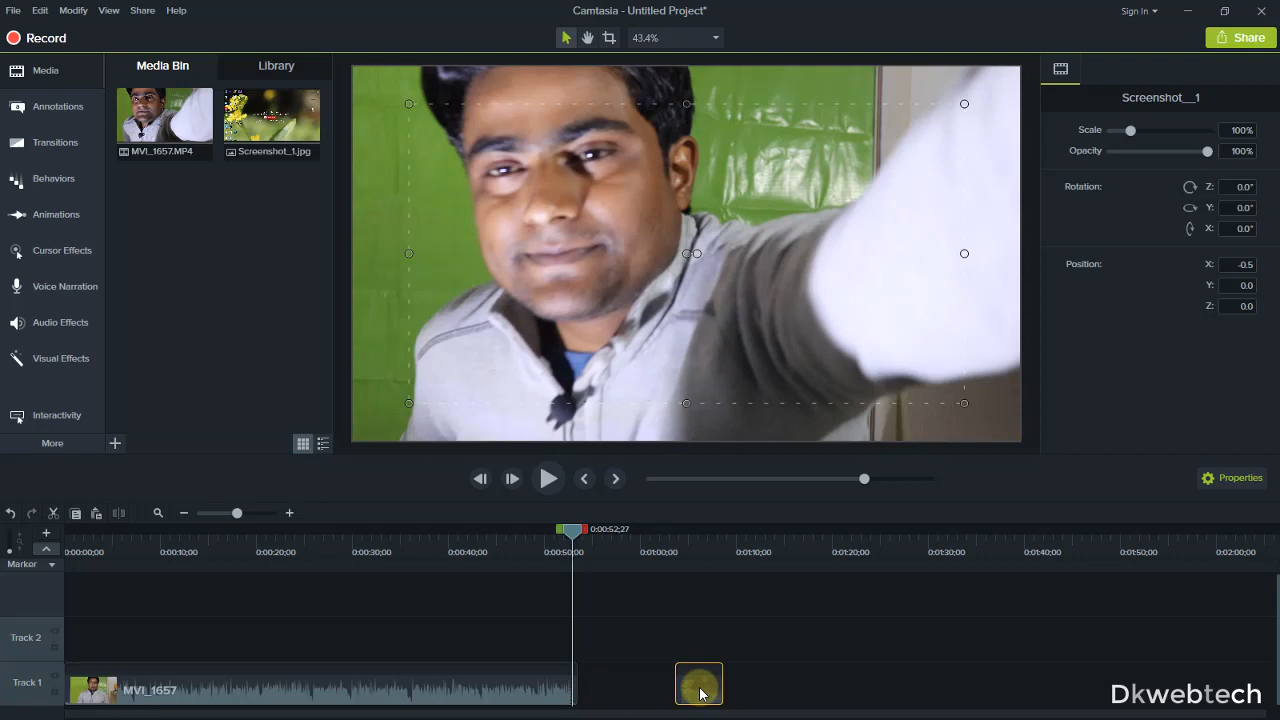 File Edit Modify View Share Help
Camtasia - Untitled Project*
Sign In
Record
43.4%
Share
Media
Annotations
Transitions
Behaviors
Animations
Cursor Effects
Voice Narration
Audio Effects
Visual Effects
Interactivity
More
Media Bin
Library
MVI_1657.MP4
Screenshot_1.jpg
Screenshot__1
Scale 100%
Opacity 100%
Rotation: Z: 0.0°
Y: 0.0°
X: 0.0°
Position: X: -0.5
Y: 0.0
Z: 0.0
Properties
0:00:52;27
0:00:00;00 0:00:10;00 0:00:20;00 0:00:30;00 0:00:40;00 0:00:50;00 0:01:00;00 0:01:10;00 0:01:20;00 0:01:30;00 0:01:40;00 0:01:50;00 0:02:00;00
Marker
Track 2
Track 1
MVI_1657
Dkwebtech